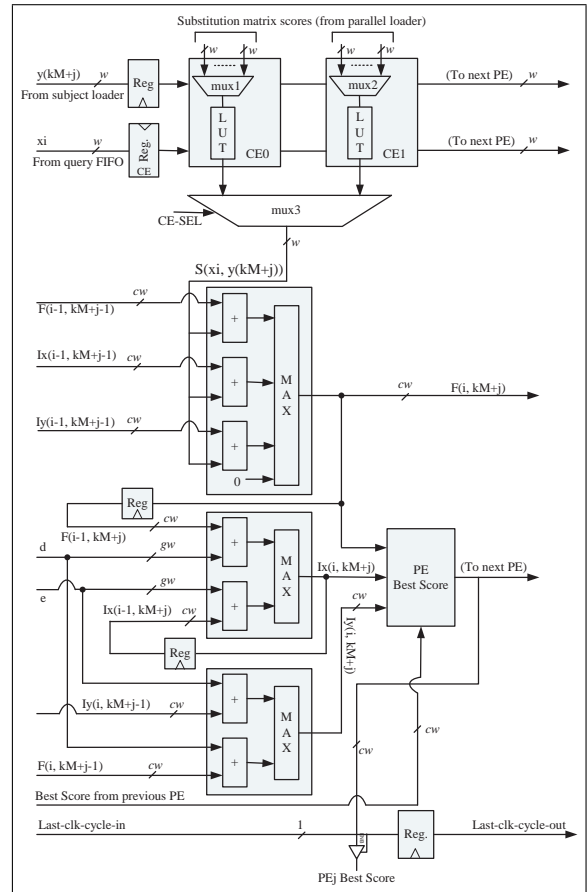 Substitution matrix scores (from parallel loader)
w w w w
y(kM+j) w Reg mux1 mux2 (To next PE) w
From subject loader
LUT LUT
xi w Reg. (To next PE) w
From query FIFO CE CE0 CE1
mux3
CE-SEL
w
S(xi, y(kM+j))
cw
F(i-1, kM+j-1) +
Ix(i-1, kM+j-1) cw + MAX cw F(i, kM+j)
Iy(i-1, kM+j-1) cw
+
0
Reg
cw
F(i-1, kM+j) +
d gw MAX PE Best Score (To next PE)
e gw Ix(i, kM+j)
Ix(i-1, kM+j) cw + cw
Iy(i, kM+j)
Reg
+
Iy(i, kM+j-1) cw MAX
cw cw
+
F(i, kM+j-1) cw
Best Score from previous PE
Last-clk-cycle-in 1 Reg. Last-clk-cycle-out
PEj Best Score